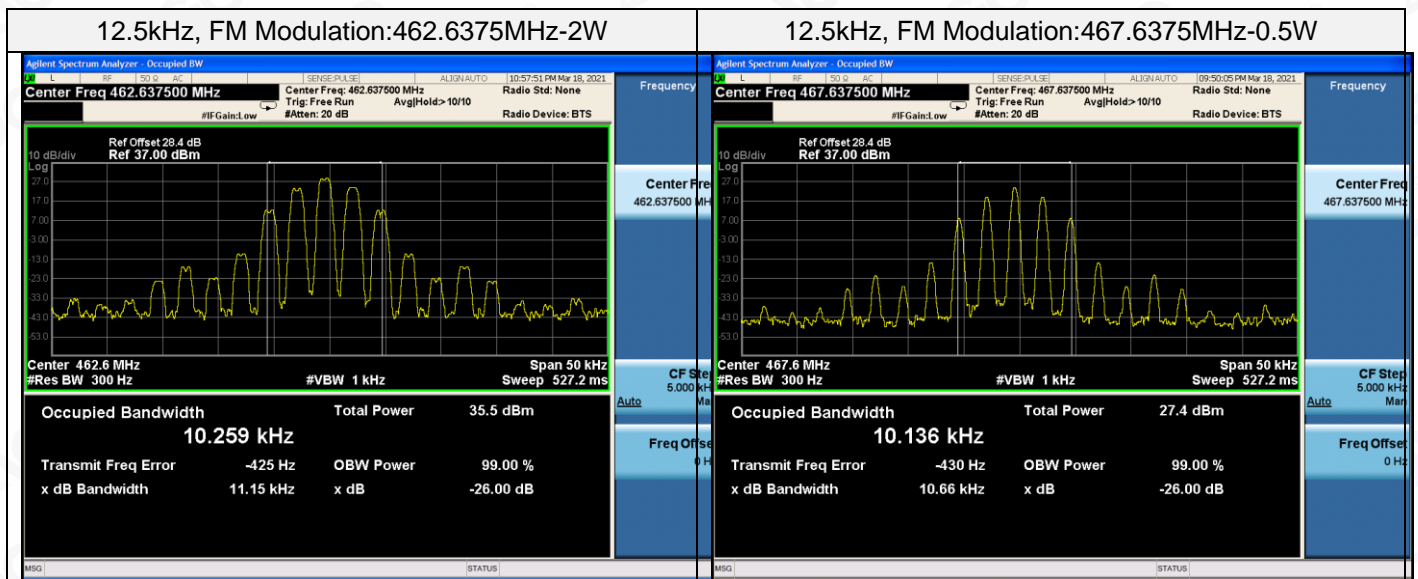 12.5kHz, FM Modulation:462.6375MHz-2W
Agilent Spectrum Analyzer - Occupied BW
L RF 50 Ω AC SENSE:PULSE ALIGN AUTO 10:57:51 PM Mar 18, 2021
Center Freq 462.637500 MHz
Center Freq: 462.637500 MHz
Radio Std: None
Trig: Free Run Avg|Hold:>10/10
#IFGain:Low #Atten: 20 dB
Radio Device: BTS
Ref Offset 28.4 dB
10 dB/div Ref 37.00 dBm
Log
27.0
17.0
7.00
-3.00
-13.0
-23.0
-33.0
-43.0
-53.0
Center 462.6 MHz Span 50 kHz
#Res BW 300 Hz #VBW 1 kHz Sweep 527.2 ms
Occupied Bandwidth Total Power 35.5 dBm
10.259 kHz
Transmit Freq Error -425 Hz OBW Power 99.00 %
x dB Bandwidth 11.15 kHz x dB -26.00 dB
MSG STATUS
Frequency
Center Fre
462.637500 MH
CF Ste
5.000 kH
Auto Ma
Freq Offse
0 H
12.5kHz, FM Modulation:467.6375MHz-0.5W
Agilent Spectrum Analyzer - Occupied BW
L RF 50 Ω AC SENSE:PULSE ALIGN AUTO 09:50:05 PM Mar 18, 2021
Center Freq 467.637500 MHz
Center Freq: 467.637500 MHz
Radio Std: None
Trig: Free Run Avg|Hold:>10/10
#IFGain:Low #Atten: 20 dB
Radio Device: BTS
Ref Offset 28.4 dB
10 dB/div Ref 37.00 dBm
Log
27.0
17.0
7.00
-3.00
-13.0
-23.0
-33.0
-43.0
-53.0
Center 467.6 MHz Span 50 kHz
#Res BW 300 Hz #VBW 1 kHz Sweep 527.2 ms
Occupied Bandwidth Total Power 27.4 dBm
10.136 kHz
Transmit Freq Error -430 Hz OBW Power 99.00 %
x dB Bandwidth 10.66 kHz x dB -26.00 dB
MSG STATUS
Frequency
Center Freq
467.637500 MHz
CF Step
5.000 kHz
Auto Man
Freq Offset
0 Hz